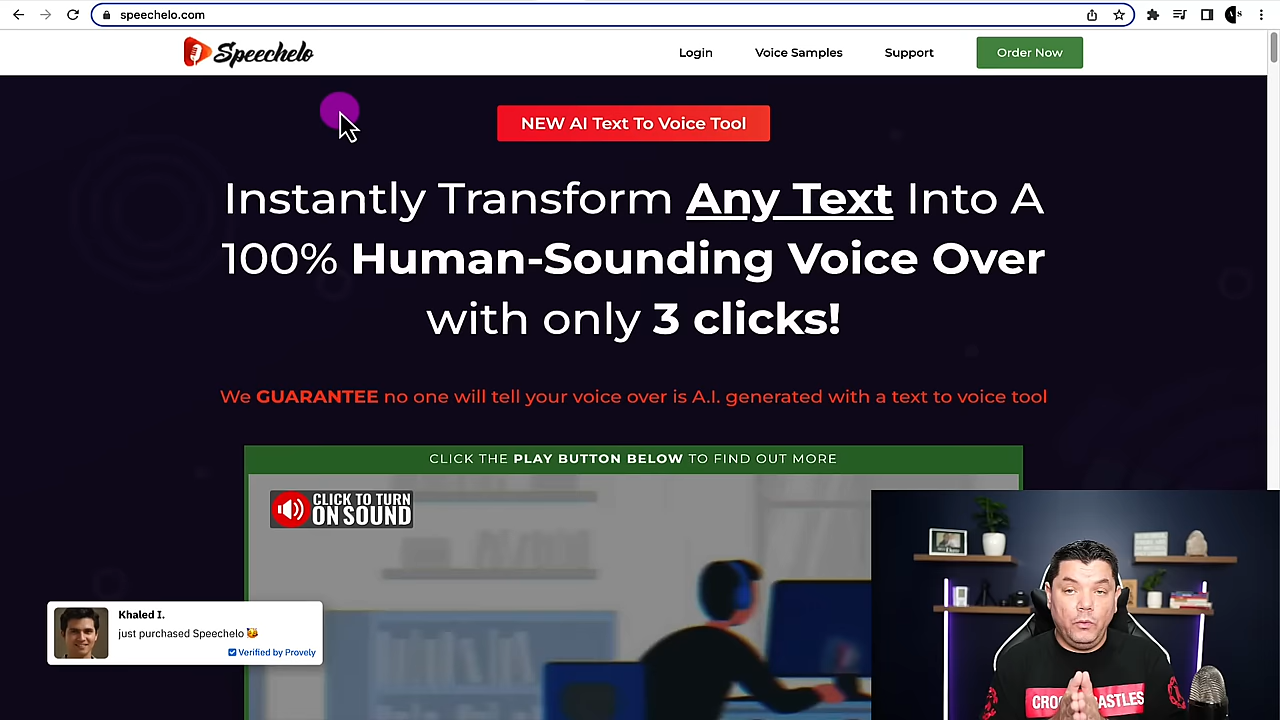 speechelo.com
Speechelo
Login
Voice Samples
Support
Order Now
NEW AI Text To Voice Tool
Instantly Transform Any Text Into A
100% Human-Sounding Voice Over
with only 3 clicks!
We GUARANTEE no one will tell your voice over is A.I. generated with a text to voice tool
CLICK THE PLAY BUTTON BELOW TO FIND OUT MORE
CLICK TO TURN
ON SOUND
Khaled I.
just purchased Speechelo
Verified by Provely